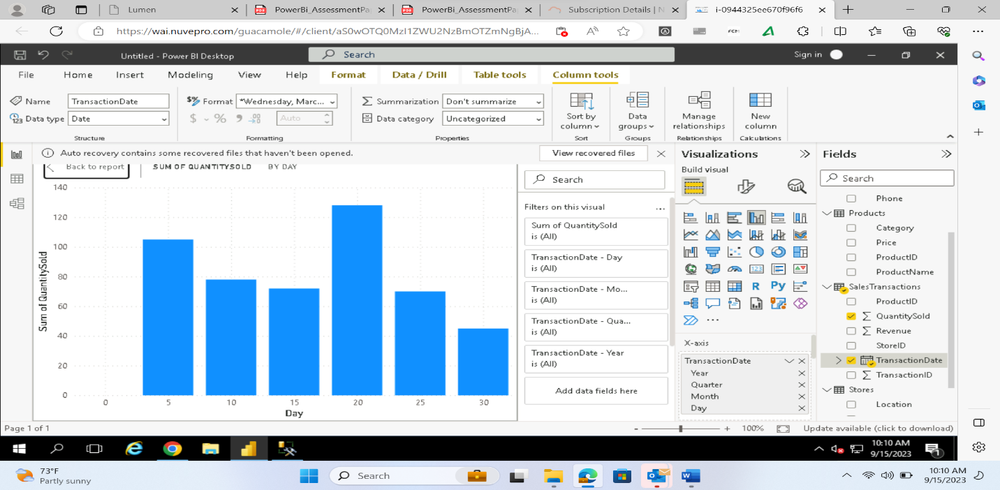 Lumen
PowerBi_AssessmentPa
PowerBi_AssessmentPa
Subscription Details | N
i-0944325ee670f96f6
https://wai.nuvepro.com/guacamole/#/client/aS0wOTQ0MzI1ZWU2NzBmOTZmNgBjA...
Untitled - Power BI Desktop
Search
Sign in
File Home Insert Modeling View Help Format Data / Drill Table tools Column tools
Name TransactionDate
Data type Date
Structure
Format *Wednesday, Marc...
$ % Auto
Formatting
Summarization Don't summarize
Data category Uncategorized
Properties
Sort by
column
Sort
Data
groups
Groups
Manage
relationships
Relationships
New
column
Calculations
Auto recovery contains some recovered files that haven't been opened.
View recovered files
Back to report
SUM OF QUANTITYSOLD BY DAY
Sum of QuantitySold
140
120
100
80
60
40
20
0
0 5 10 15 20 25 30
Day
Search
Filters on this visual ...
Sum of QuantitySold
is (All)
TransactionDate - Day
is (All)
TransactionDate - Mo...
is (All)
TransactionDate - Qua...
is (All)
TransactionDate - Year
is (All)
Add data fields here
Visualizations
Build visual
123
R Py
...
X-axis
TransactionDate
Year
Quarter
Month
Day
Fields
Search
Phone
Products
Category
Price
ProductID
ProductName
SalesTransactions
ProductID
QuantitySold
Revenue
StoreID
TransactionDate
TransactionID
Stores
Location
Page 1 of 1
- + 100%
Update available (click to download)
10:10 AM
9/15/2023
1
73°F
Partly sunny
Search
10:10 AM
9/15/2023